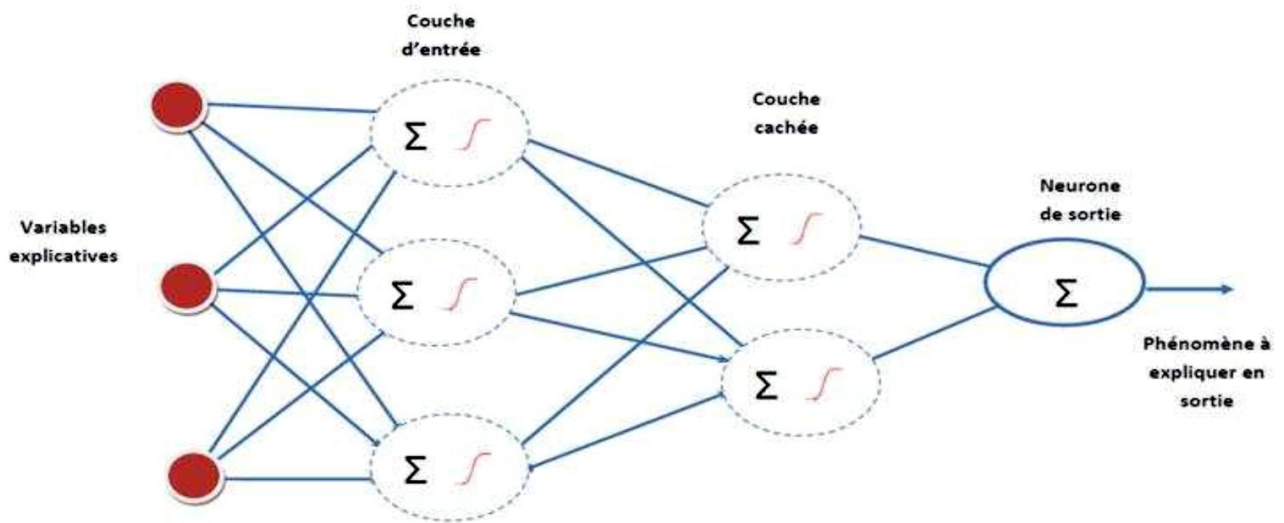 Couche
d'entrée
Couche
cachée
Neurone
de sortie
Variables
explicatives
Σ
Σ
Σ
Σ
Σ
Σ
Phénomène à
expliquer en
sortie